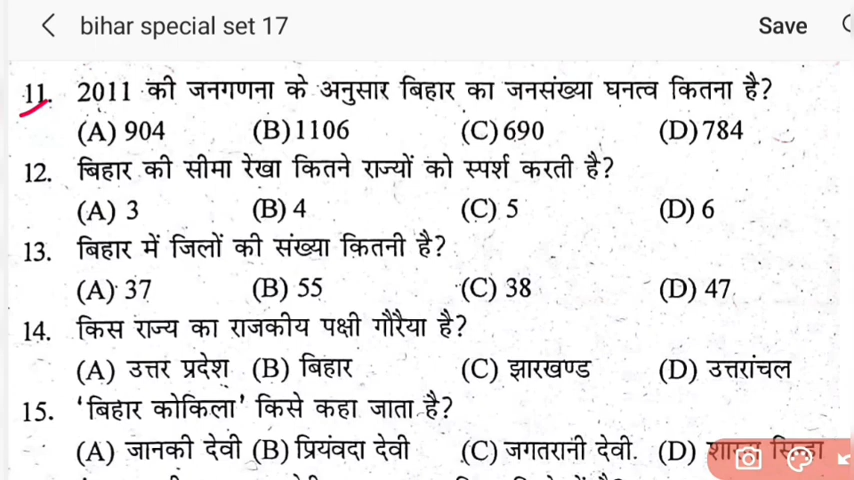 bihar special set 17
Save
11. 2011 की जनगणना के अनुसार बिहार का जनसंख्या घनत्व कितना है?
(A) 904 (B) 1106 (C) 690 (D) 784
12. बिहार की सीमा रेखा कितने राज्यों को स्पर्श करती है?
(A) 3 (B) 4 (C) 5 (D) 6
13. बिहार में जिलों की संख्या कितनी है?
(A) 37 (B) 55 (C) 38 (D) 47
14. किस राज्य का राजकीय पक्षी गौरैया है?
(A) उत्तर प्रदेश (B) बिहार (C) झारखण्ड (D) उत्तरांचल
15. 'बिहार कोकिला' किसे कहा जाता है?
(A) जानकी देवी (B) प्रियंवदा देवी (C) जगतरानी देवी. (D)